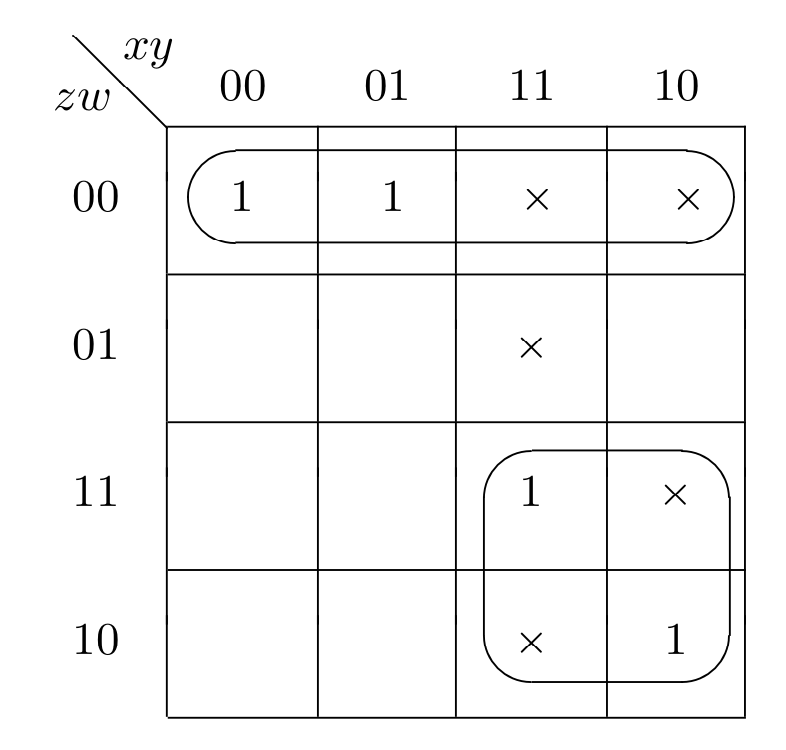 xy
zw
00 01 11 10
00 1 1 × ×
01 ×
11 1 ×
10 × 1